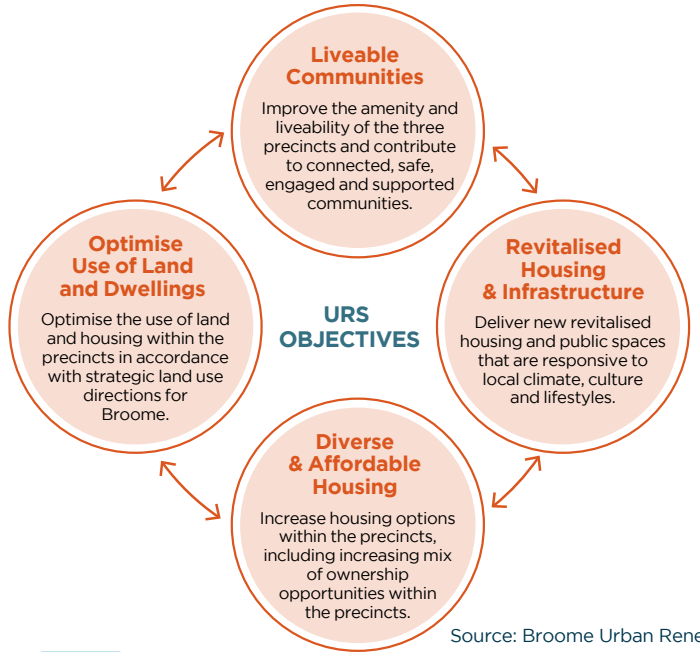 Liveable
Communities
Improve the amenity and
liveability of the three
precincts and contribute
to connected, safe,
engaged and supported
communities.
Optimise
Use of Land
and Dwellings
Optimise the use of land
and housing within the
precincts in accordance
with strategic land use
directions for
Broome.
URS
OBJECTIVES
Revitalised
Housing
& Infrastructure
Deliver new revitalised
housing and public spaces
that are responsive to
local climate, culture
and lifestyles.
Diverse
& Affordable
Housing
Increase housing options
within the precincts,
including increasing mix
of ownership
opportunities within
the precincts.
Source: Broome Urban Rene